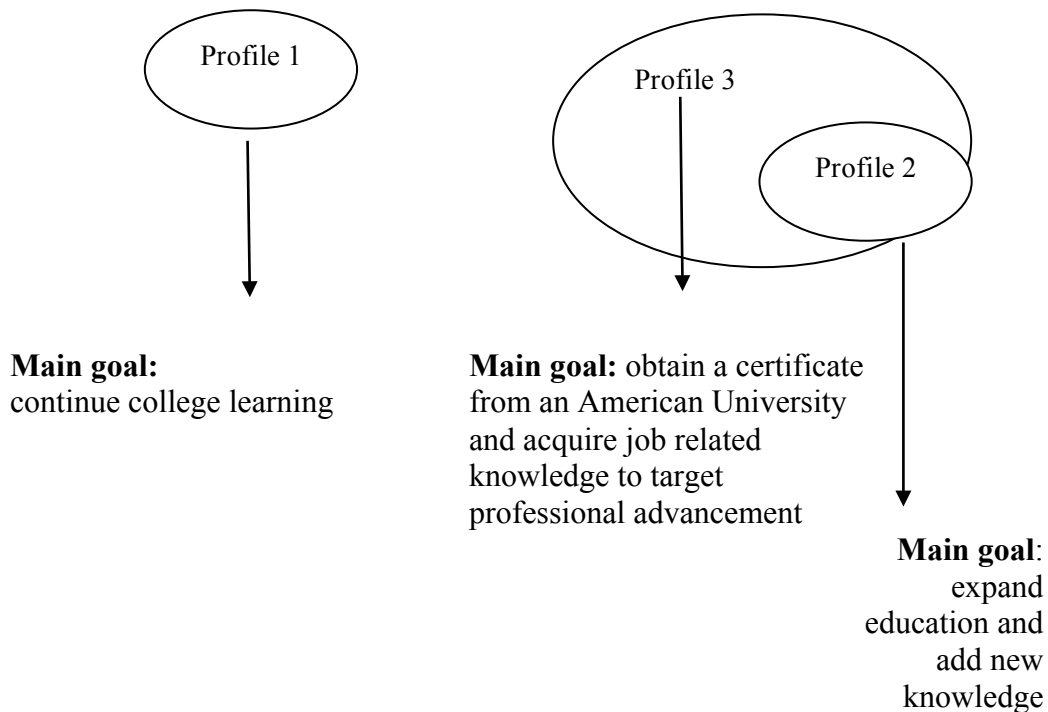 Profile 1
Profile 3
Profile 2
Main goal:
continue college learning
Main goal: obtain a certificate
from an American University
and acquire job related
knowledge to target
professional advancement
Main goal:
expand
education and
add new
knowledge